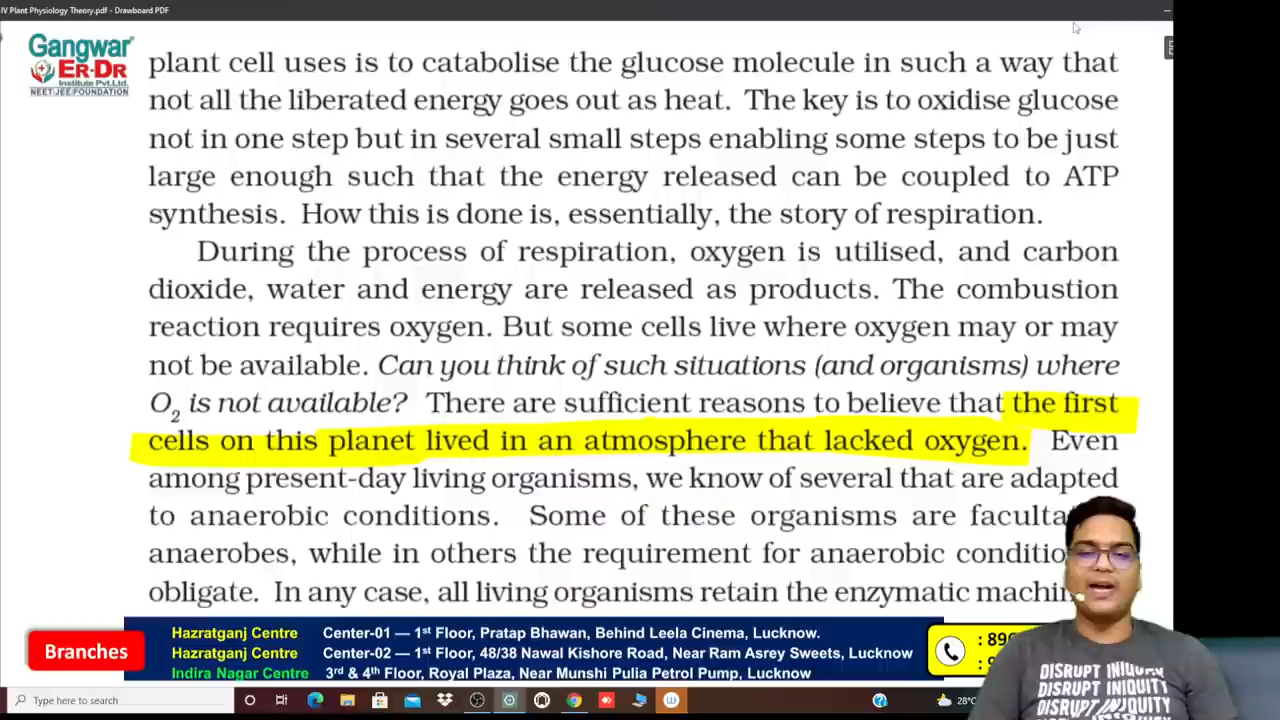 IV Plant Physiology Theory.pdf - Drawboard PDF
Gangwar
ER-DR
Institute Pvt.Ltd.
NEET|JEE|FOUNDATION
plant cell uses is to catabolise the glucose molecule in such a way that
not all the liberated energy goes out as heat. The key is to oxidise glucose
not in one step but in several small steps enabling some steps to be just
large enough such that the energy released can be coupled to ATP
synthesis. How this is done is, essentially, the story of respiration.
During the process of respiration, oxygen is utilised, and carbon
dioxide, water and energy are released as products. The combustion
reaction requires oxygen. But some cells live where oxygen may or may
not be available. Can you think of such situations (and organisms) where
O2 is not available? There are sufficient reasons to believe that the first
cells on this planet lived in an atmosphere that lacked oxygen. Even
among present-day living organisms, we know of several that are adapted
to anaerobic conditions. Some of these organisms are
anaerobes, while in others the requirement for anaerobic
obligate. In any case, all living organisms retain the enzymatic
Branches
Hazratganj Centre Center-01 — 1st Floor, Pratap Bhawan, Behind Leela Cinema, Lucknow.
Hazratganj Centre Center-02 — 1st Floor, 48/38 Nawal Kishore Road, Near Ram Asrey Sweets, Lucknow
Indira Nagar Centre 3rd & 4th Floor, Royal Plaza, Near Munshi Pulia Petrol Pump, Lucknow
Type here to search
28°C
DISRUPT INIQUITY
DISRUPT INIQUITY
DISRUPT INIQUITY